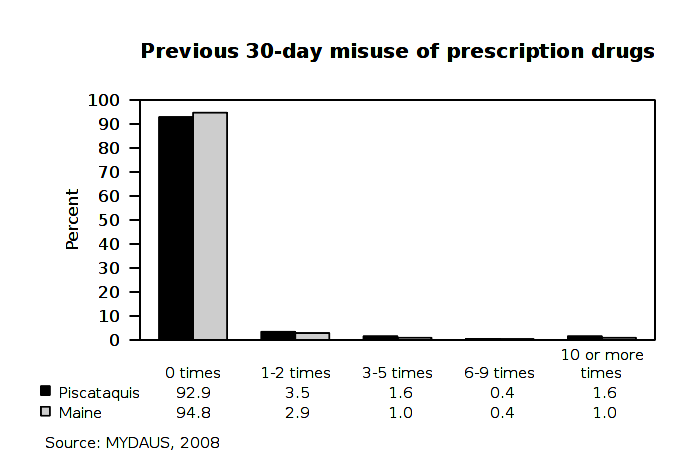 Previous 30-day misuse of prescription drugs
100
90
80
70
60
50
40
30
20
10
0
Percent
0 times 1-2 times 3-5 times 6-9 times 10 or more times
Piscataquis 92.9 3.5 1.6 0.4 1.6
Maine 94.8 2.9 1.0 0.4 1.0
Source: MYDAUS, 2008